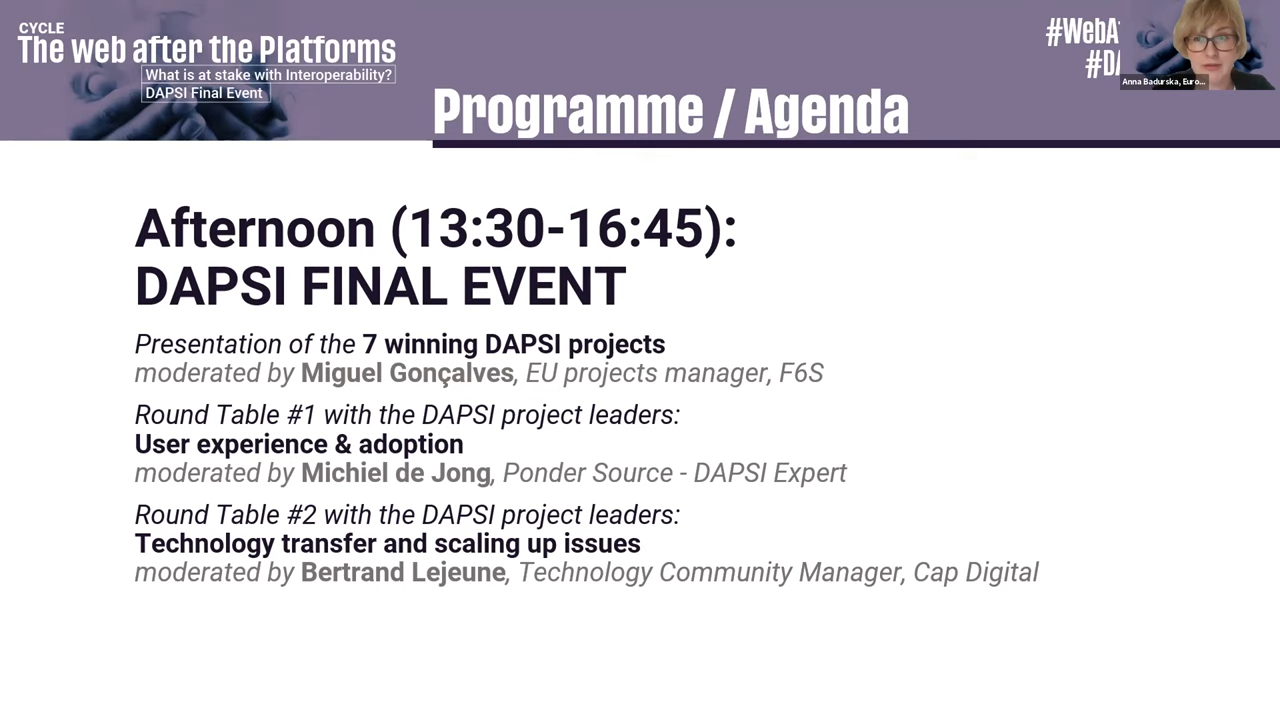 CYCLE
The web after the Platforms
What is at stake with Interoperability?
DAPSI Final Event
#WebA
#DA
Anna Badurska, Euro...
Programme / Agenda
Afternoon (13:30-16:45):
DAPSI FINAL EVENT
Presentation of the 7 winning DAPSI projects
moderated by Miguel Gonçalves, EU projects manager, F6S
Round Table #1 with the DAPSI project leaders:
User experience & adoption
moderated by Michiel de Jong, Ponder Source - DAPSI Expert
Round Table #2 with the DAPSI project leaders:
Technology transfer and scaling up issues
moderated by Bertrand Lejeune, Technology Community Manager, Cap Digital